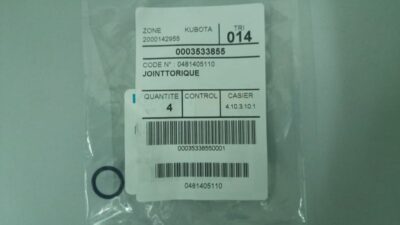 ZONE KUBOTA TRI
2000142955 014
0003533855
CODE N° : 0481405110
JOINTTORIQUE
QUANTITE CONTROL CASIER
4 4.10.3.10.1
00035338550001
0481405110